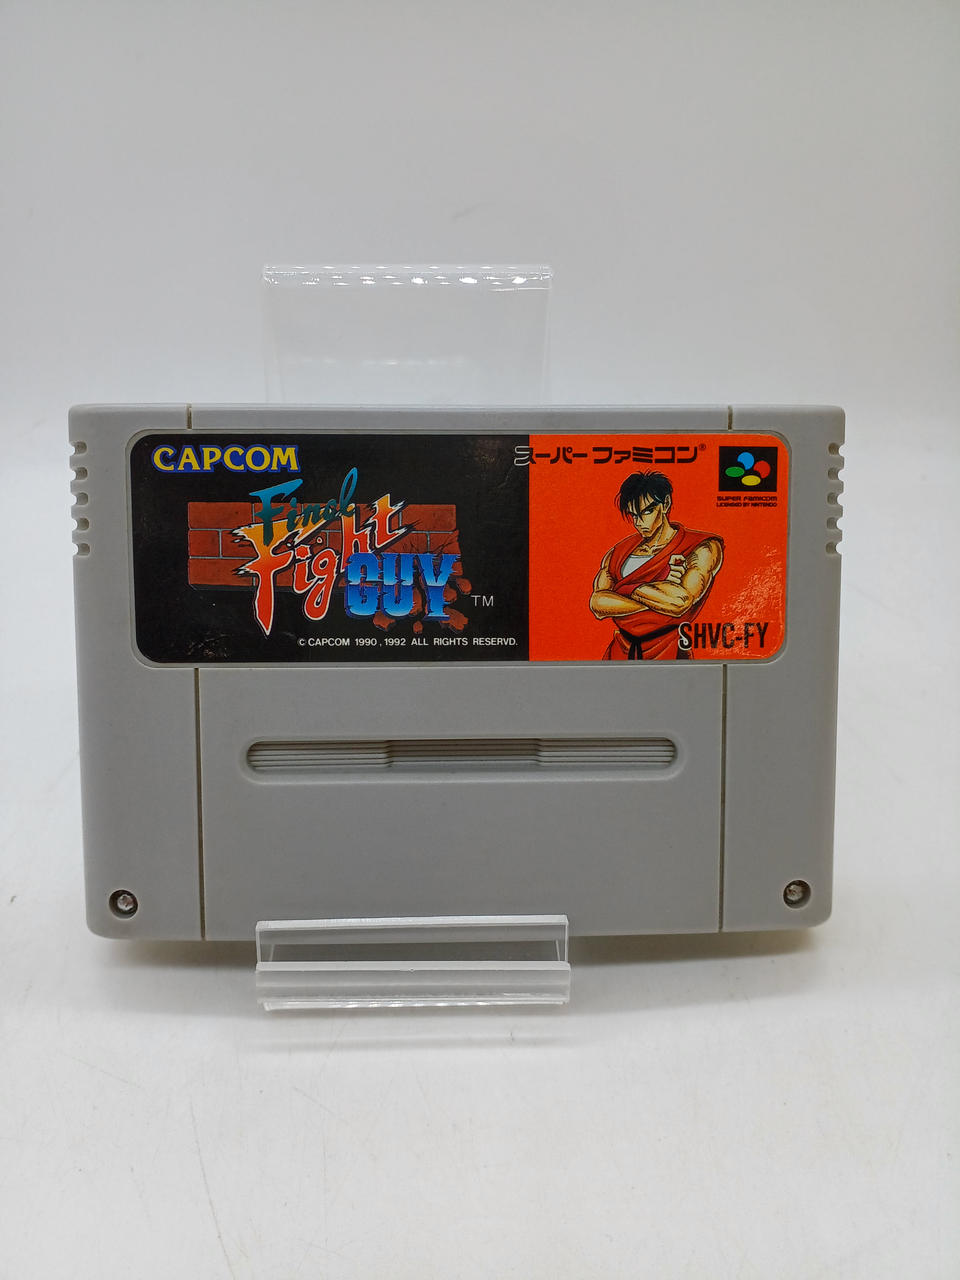 CAPCOM
Final
Fight
GUY TM
© CAPCOM 1990, 1992 ALL RIGHTS RESERVD.
スーパーファミコン®
SUPER FAMICOM
LICENSED BY NINTENDO
SHVC-FY